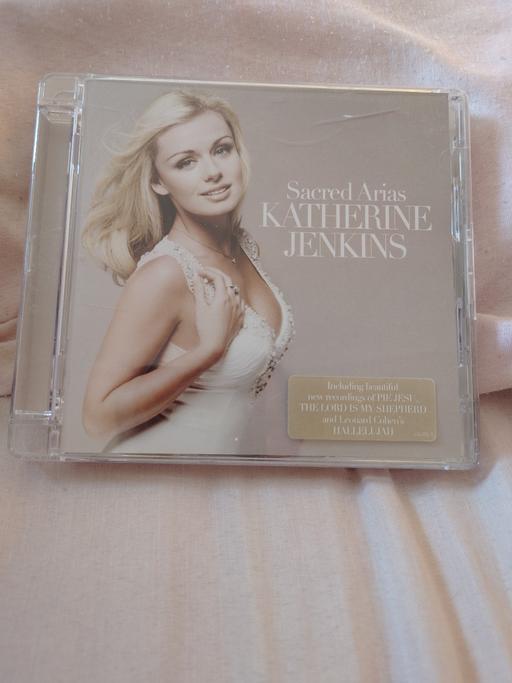 Sacred Arias
KATHERINE
JENKINS
Including beautiful
new recordings of PIE JESU,
THE LORD IS MY SHEPHERD
and Leonard Cohen's
HALLELUJAH